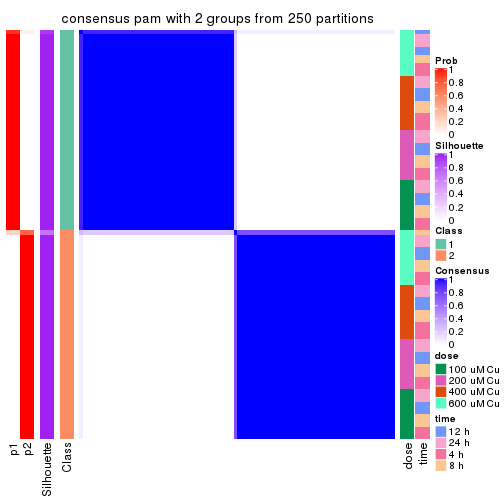 consensus pam with 2 groups from 250 partitions
Prob
1
0.8
0.6
0.4
0.2
0
Silhouette
1
0.8
0.6
0.4
0.2
0
Class
1
2
Consensus
1
0.8
0.6
0.4
0.2
0
dose
100 uM Cu
200 uM Cu
400 uM Cu
600 uM Cu
time
12 h
24 h
4 h
8 h
p1
p2
Silhouette
Class
dose
time